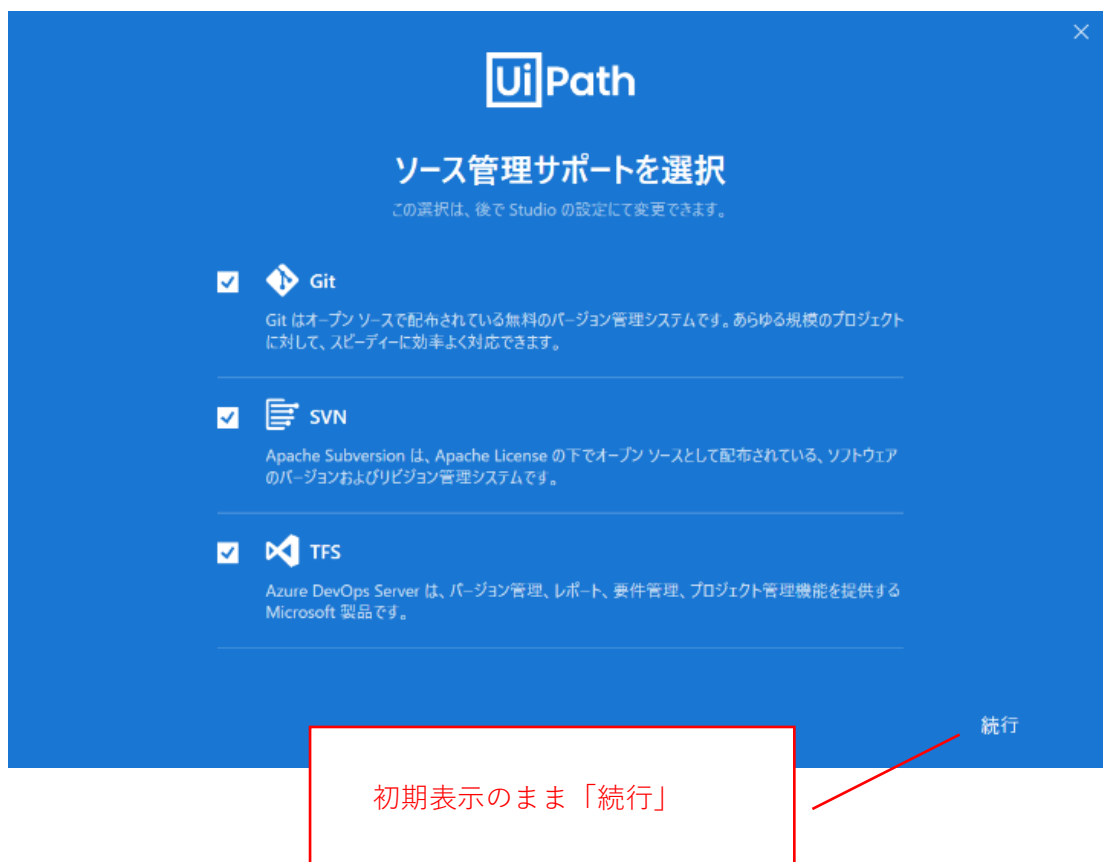 UiPath
ソース管理サポートを選択
この選択は、後で Studio の設定にて変更できます。
Git
Git はオープン ソースで配布されている無料のバージョン管理システムです。あらゆる規模のプロジェクト
に対して、スピーディーに効率よく対応できます。
SVN
Apache Subversion は、Apache License の下でオープン ソースとして配布されている、ソフトウェア
のバージョンおよびリビジョン管理システムです。
TFS
Azure DevOps Server は、バージョン管理、レポート、要件管理、プロジェクト管理機能を提供する
Microsoft 製品です。
続行
初期表示のまま「続行」